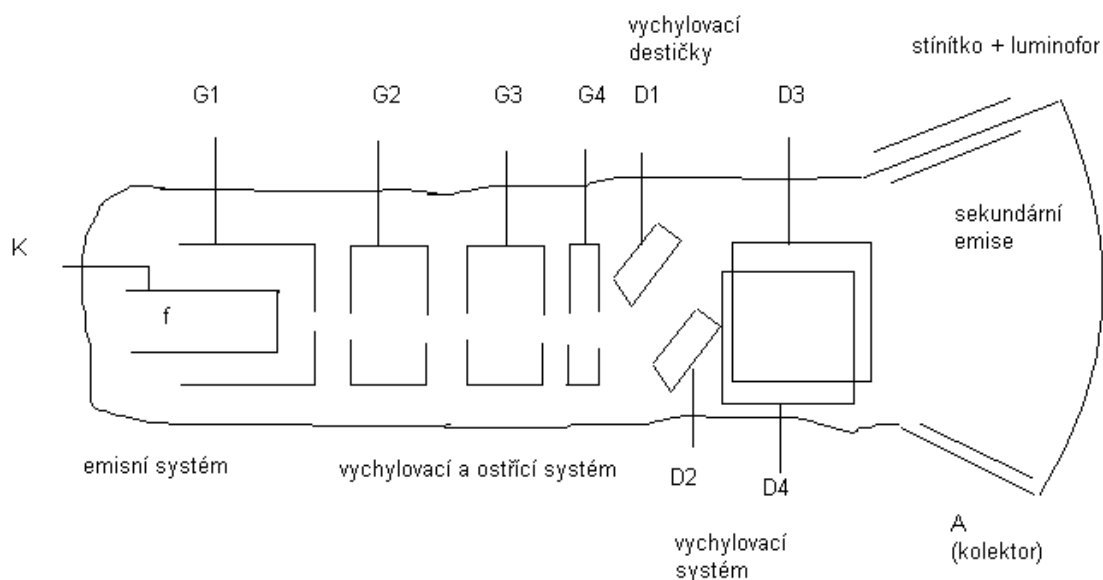 vychylovací
destičky
stínítko + luminofor
G1
G2
G3
G4
D1
D3
K
sekundární
emise
f
emisní systém
vychylovací a ostřící systém
D2
D4
A
(kolektor)
vychylovací
systém